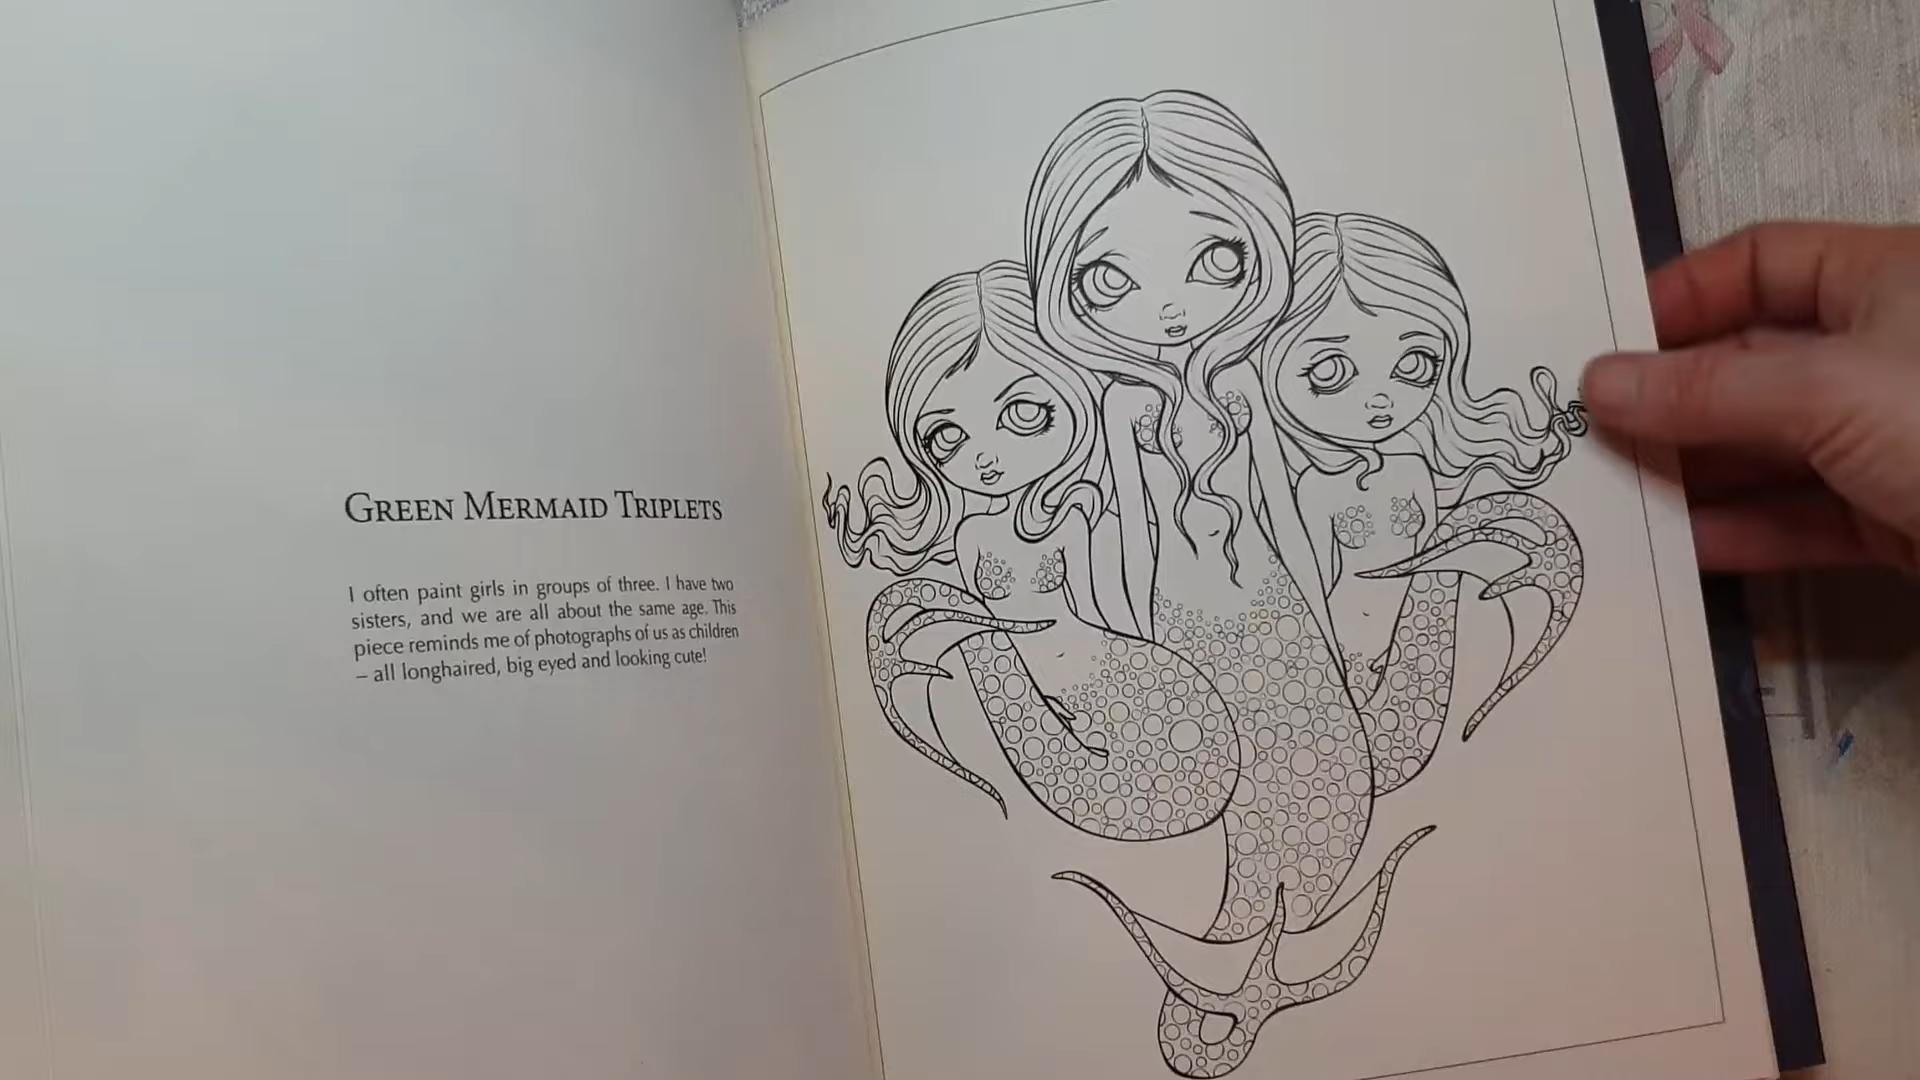 GREEN MERMAID TRIPLETS
I often paint girls in groups of three. I have two
sisters, and we are all about the same age. This
piece reminds me of photographs of us as children
– all longhaired, big eyed and looking cute!